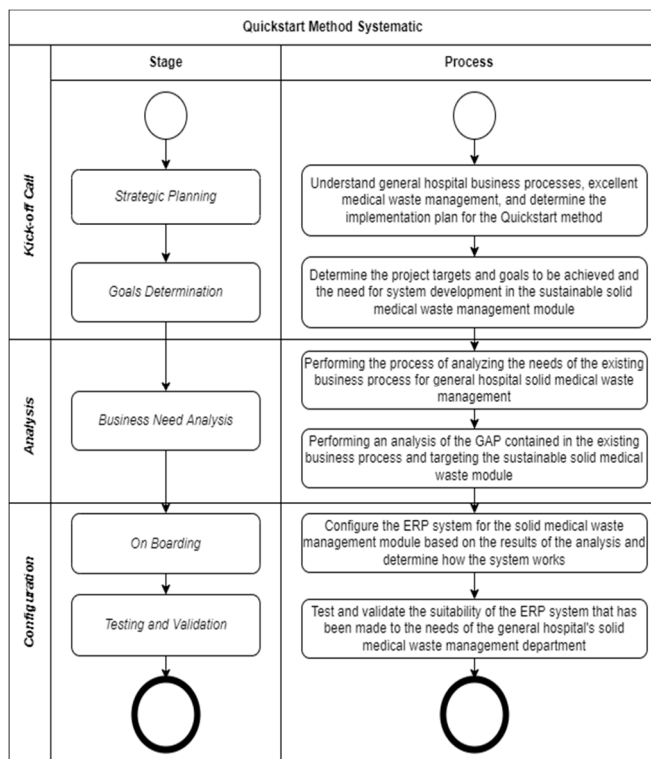 Quickstart Method Systematic
Stage
Process
Kick-off Call
Strategic Planning
Understand general hospital business processes, excellent
medical waste management, and determine the
implementation plan for the Quickstart method
Goals Determination
Determine the project targets and goals to be achieved and
the need for system development in the sustainable solid
medical waste management module
Analysis
Business Need Analysis
Performing the process of analyzing the needs of the existing
business process for general hospital solid medical waste
management
Performing an analysis of the GAP contained in the existing
business process and targeting the sustainable solid medical
waste module
Configuration
On Boarding
Configure the ERP system for the solid medical waste
management module based on the results of the analysis and
determine how the system works
Testing and Validation
Test and validate the suitability of the ERP system that has
been made to the needs of the general hospital's solid
medical waste management department